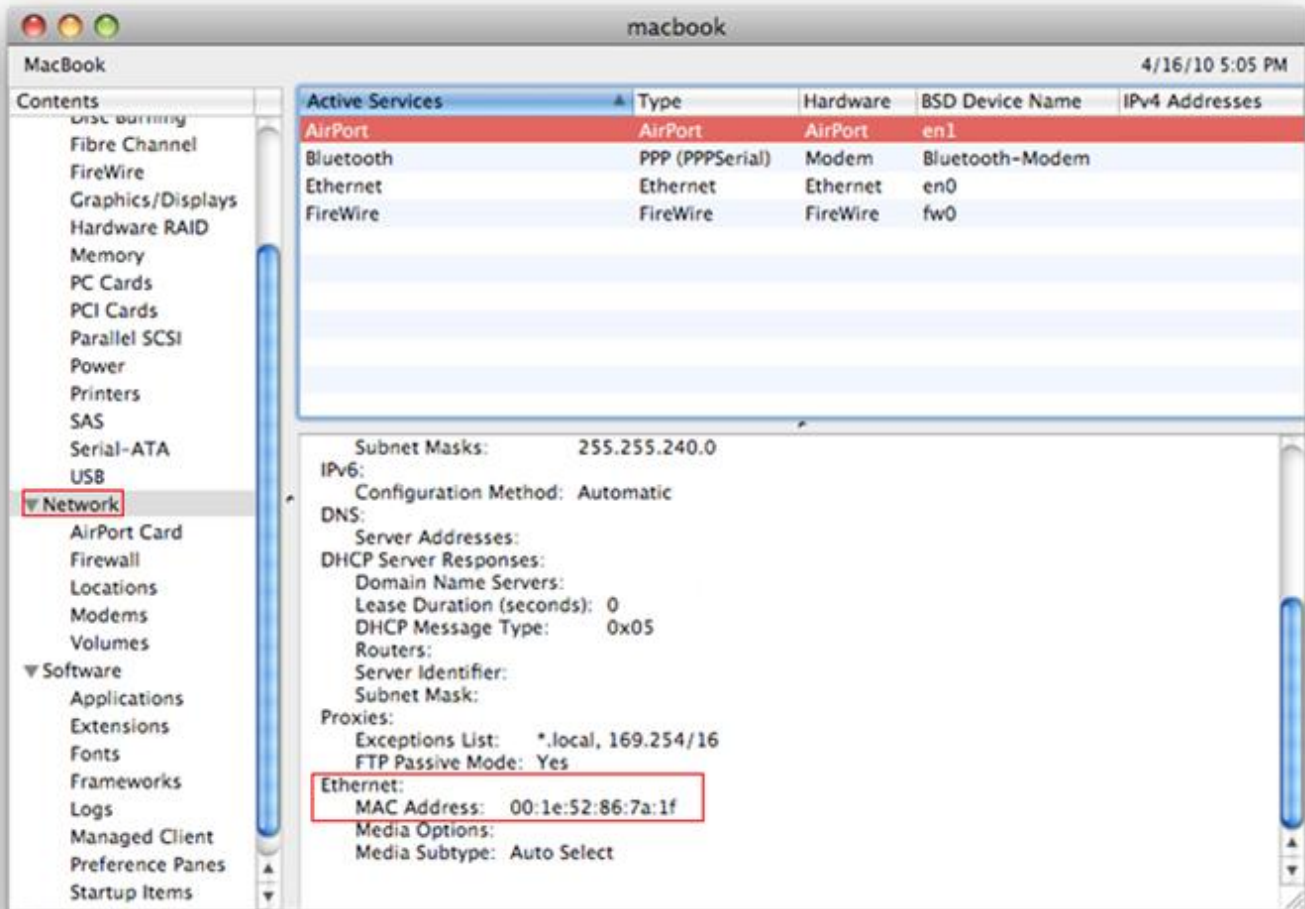 macbook
MacBook
4/16/10 5:05 PM
Contents
Disc Burning
Fibre Channel
FireWire
Graphics/Displays
Hardware RAID
Memory
PC Cards
PCI Cards
Parallel SCSI
Power
Printers
SAS
Serial-ATA
USB
Network
AirPort Card
Firewall
Locations
Modems
Volumes
Software
Applications
Extensions
Fonts
Frameworks
Logs
Managed Client
Preference Panes
Startup Items
Active Services Type Hardware BSD Device Name IPv4 Addresses
AirPort AirPort AirPort en1
Bluetooth PPP (PPPSerial) Modem Bluetooth-Modem
Ethernet Ethernet Ethernet en0
FireWire FireWire FireWire fw0
Subnet Masks: 255.255.240.0
IPv6:
Configuration Method: Automatic
DNS:
Server Addresses:
DHCP Server Responses:
Domain Name Servers:
Lease Duration (seconds): 0
DHCP Message Type: 0x05
Routers:
Server Identifier:
Subnet Mask:
Proxies:
Exceptions List: *.local, 169.254/16
FTP Passive Mode: Yes
Ethernet:
MAC Address: 00:1e:52:86:7a:1f
Media Options:
Media Subtype: Auto Select